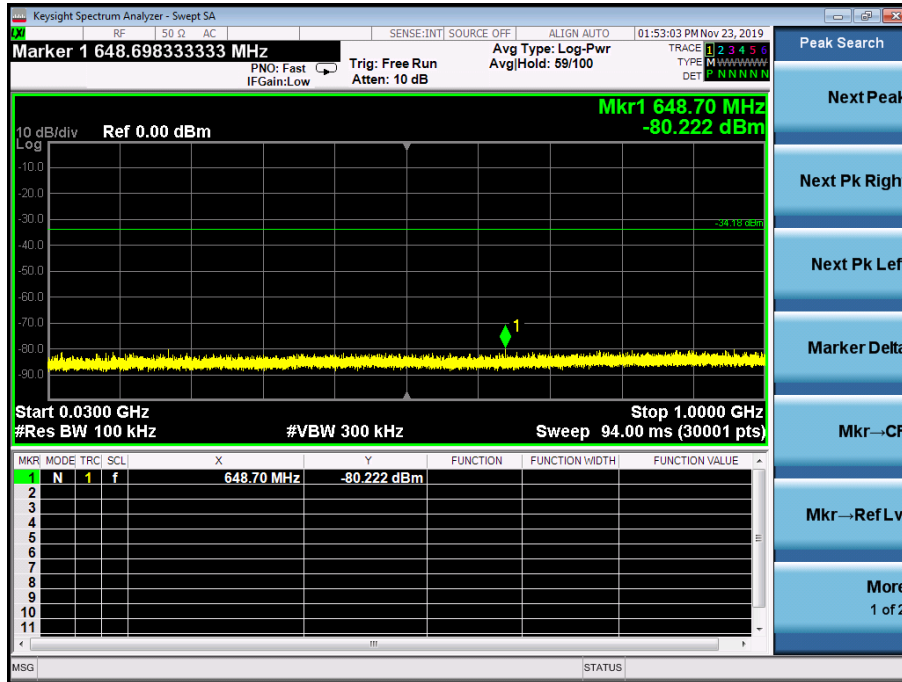 Keysight Spectrum Analyzer - Swept SA
LXI RF 50 Ω AC SENSE:INT SOURCE OFF ALIGN AUTO 01:53:03 PM Nov 23, 2019
Marker 1 648.698333333 MHz
PNO: Fast
IFGain:Low
Trig: Free Run
Atten: 10 dB
Avg Type: Log-Pwr
Avg|Hold: 59/100
TRACE 1 2 3 4 5 6
TYPE M WWWWW
DET P N N N N N
Mkr1 648.70 MHz
-80.222 dBm
10 dB/div Ref 0.00 dBm
Log
-10.0
-20.0
-30.0
-34.18 dBm
-40.0
-50.0
-60.0
-70.0
1
-80.0
-90.0
Start 0.0300 GHz Stop 1.0000 GHz
#Res BW 100 kHz #VBW 300 kHz Sweep 94.00 ms (30001 pts)
MKR MODE TRC SCL X Y FUNCTION FUNCTION WIDTH FUNCTION VALUE
1 N 1 f 648.70 MHz -80.222 dBm
2
3
4
5
6
7
8
9
10
11
MSG STATUS
Peak Search
Next Peak
Next Pk Right
Next Pk Left
Marker Delta
Mkr→CF
Mkr→Ref Lv
More
1 of 2